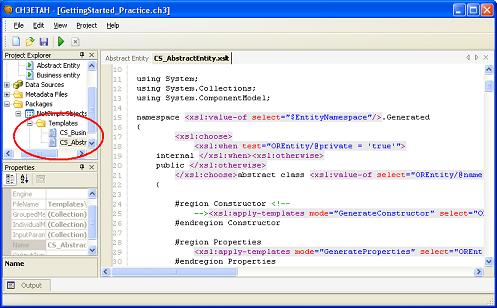 CH3ETAH - [GettingStarted_Practice.ch3]
File Edit View Project Help
Project Explorer
Abstract Entity
Business entity
Data Sources
Metadata Files
Packages
Templates
CS_Busin
CS_Abstr
Properties
Engine
FileName Templates\
GroupedMe (Collection)
IndividualM (Collection)
InputParan (Collection)
Name CS_Abstrac
Name
Output
Abstract Entity CS_AbstractEntity.xslt
10
11 using System;
12 using System.Collections;
13 using System.ComponentModel;
14
15 namespace <xsl:value-of select="$EntityNamespace"/>.Generated
16 {
17 <xsl:choose>
18 <xsl:when test="OREntity/@private = 'true'">
19 internal </xsl:when><xsl:otherwise>
20 public </xsl:otherwise>
21 </xsl:choose>abstract class <xsl:value-of select="OREntity/@name
22 {
23
24 #region Constructor <!--
25 --><xsl:apply-templates mode="GenerateConstructor" select="O
26 #endregion Constructor
27
28 #region Properties
29 <xsl:apply-templates mode="GenerateProperties" select="OREnt
30 #endregion Properties